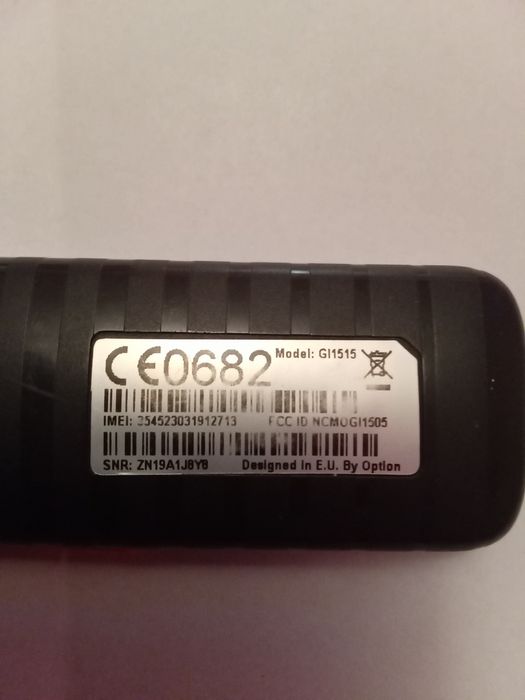 CE0682 Model: GI1515
IMEI: 354523031912713 FCC ID NCMOGI1505
SNR: ZN19A1J8Y8 Designed In E.U. By Option